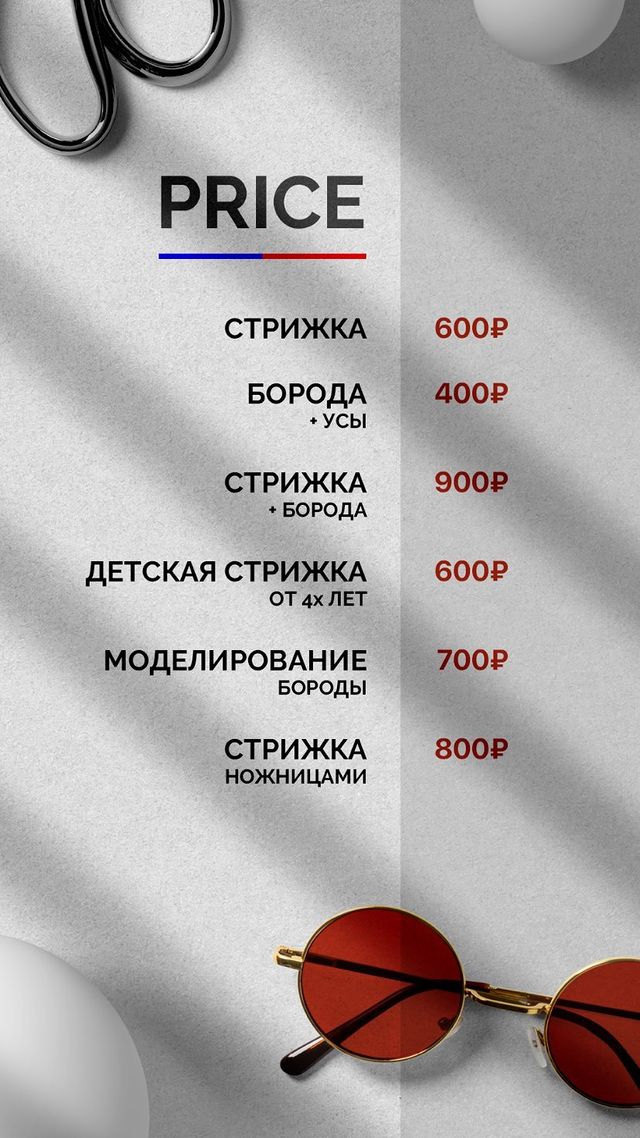 PRICE
СТРИЖКА 600₽
БОРОДА 400₽
+ УСЫ
СТРИЖКА 900₽
+ БОРОДА
ДЕТСКАЯ СТРИЖКА 600₽
ОТ 4х ЛЕТ
МОДЕЛИРОВАНИЕ 700₽
БОРОДЫ
СТРИЖКА 800₽
НОЖНИЦАМИ